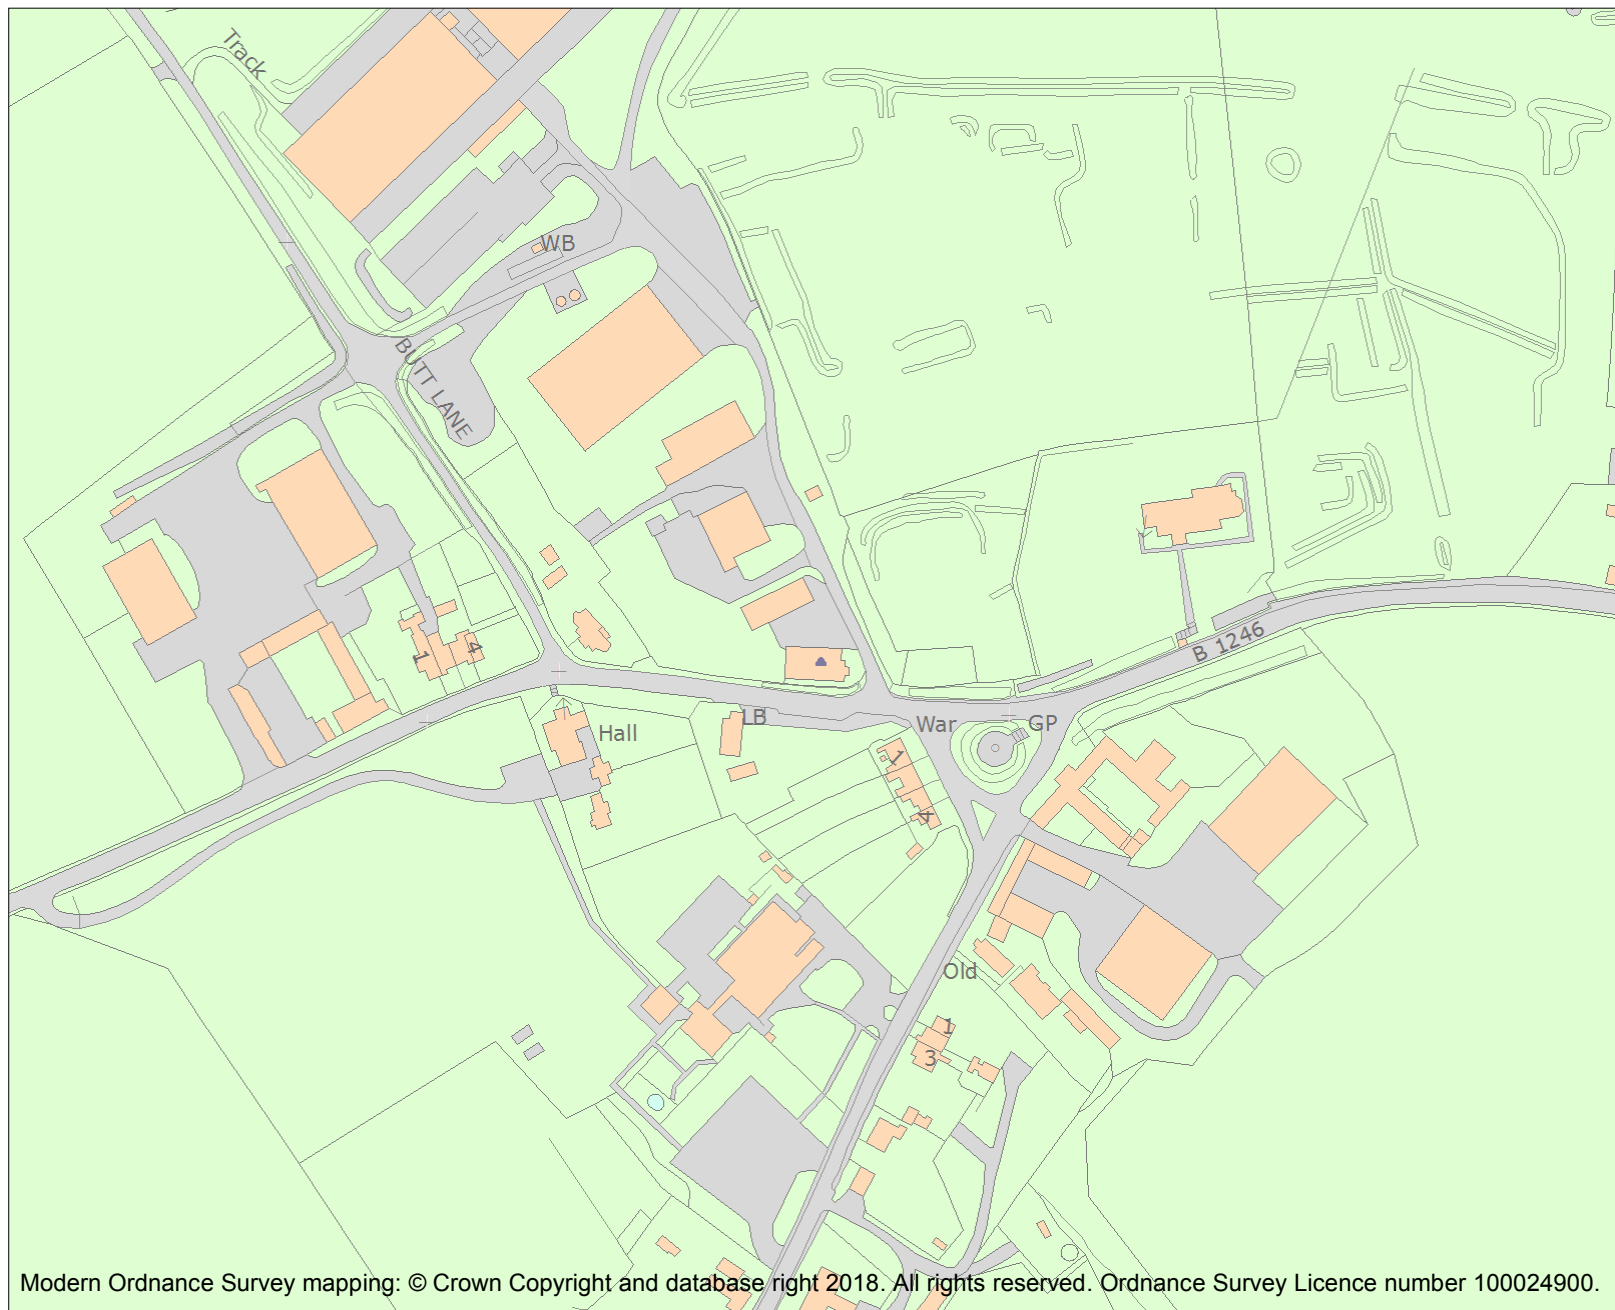 Track
WB
BUTT LANE
1
4
B 1246
LB
War
GP
Hall
1
4
Old
1
3
Modern Ordnance Survey mapping: © Crown Copyright and database right 2018. All rights reserved. Ordnance Survey Licence number 100024900.